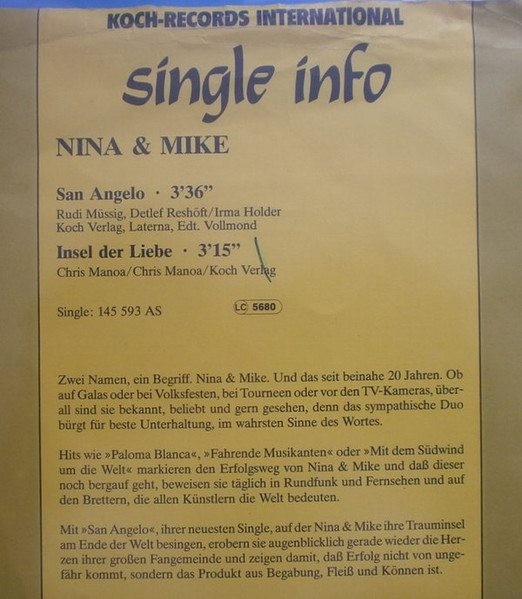 KOCH-RECORDS INTERNATIONAL
single info
NINA & MIKE
San Angelo · 3’36”
Rudi Müssig, Detlef Reshöft/Irma Holder
Koch Verlag, Laterna, Edt. Vollmond
Insel der Liebe · 3’15”
Chris Manoa/Chris Manoa/Koch Verlag
Single: 145 593 AS
LC 5680
Zwei Namen, ein Begriff. Nina & Mike. Und das seit beinahe 20 Jahren. Ob
auf Galas oder bei Volksfesten, bei Tourneen oder vor den TV-Kameras, über-
all sind sie bekannt, beliebt und gern gesehen, denn das sympathische Duo
bürgt für beste Unterhaltung, im wahrsten Sinne des Wortes.
Hits wie »Paloma Blanca«, »Fahrende Musikanten« oder »Mit dem Südwind
um die Welt« markieren den Erfolgsweg von Nina & Mike und daß dieser
noch bergauf geht, beweisen sie täglich in Rundfunk und Fernsehen und auf
den Brettern, die allen Künstlern die Welt bedeuten.
Mit »San Angelo«, ihrer neuesten Single, auf der Nina & Mike ihre Trauminsel
am Ende der Welt besingen, erobern sie augenblicklich gerade wieder die Her-
zen ihrer großen Fangemeinde und zeigen damit, daß Erfolg nicht von unge-
fähr kommt, sondern das Produkt aus Begabung, Fleiß und Können ist.